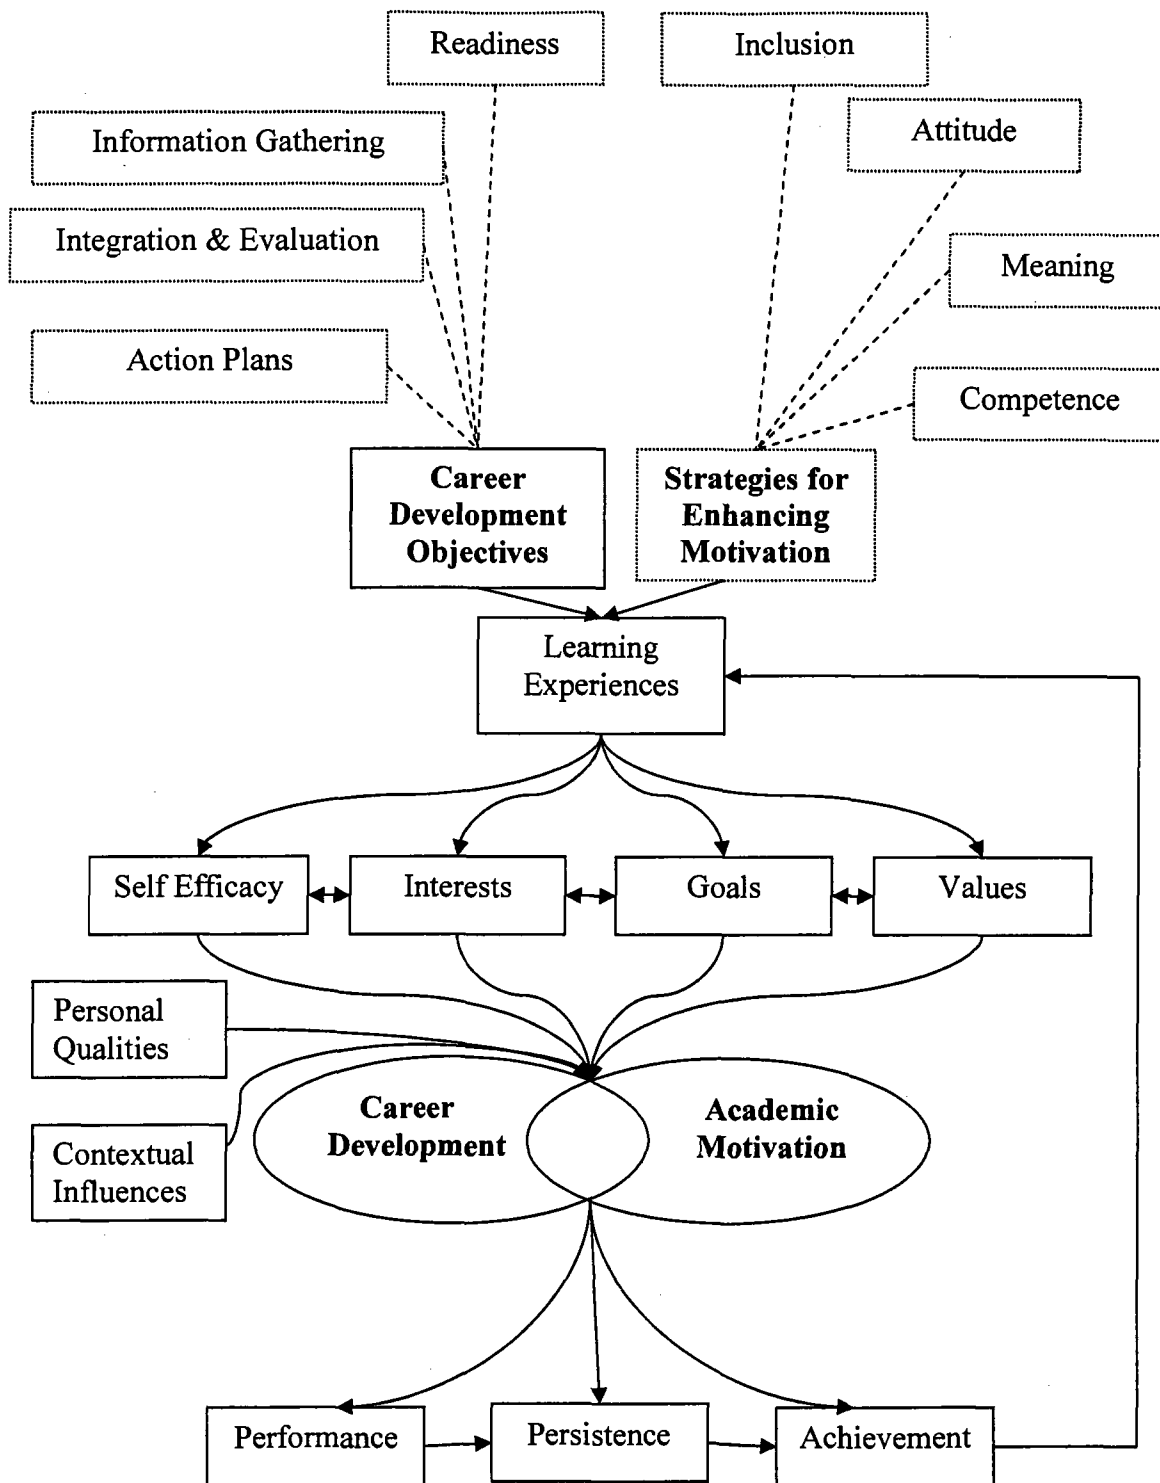 Readiness
Inclusion
Information Gathering
Attitude
Integration & Evaluation
Meaning
Action Plans
Competence
Career
Development
Objectives
Strategies for
Enhancing
Motivation
Learning
Experiences
Self Efficacy
Interests
Goals
Values
Personal
Qualities
Career
Development
Academic
Motivation
Contextual
Influences
Performance
Persistence
Achievement